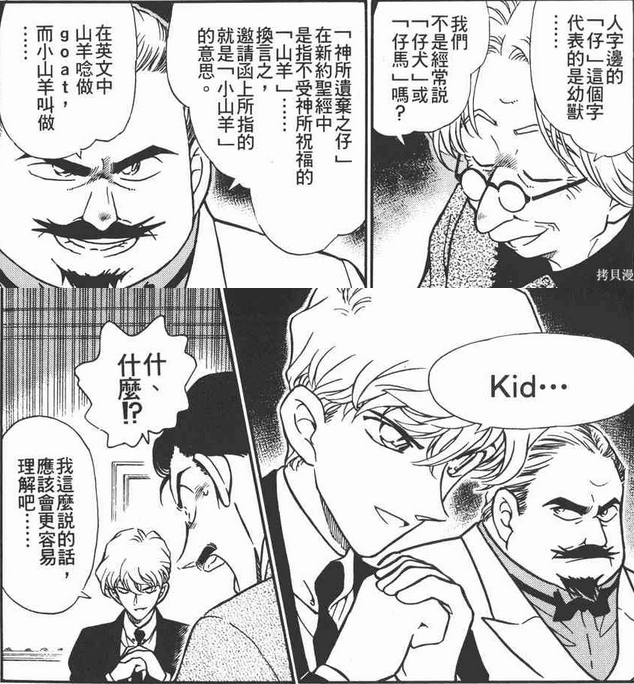 人字邊的
「仔」這個字
代表的是幼獸
……
我們
不是經常說
「仔犬」或
「仔馬」嗎？
「神所遺棄之仔」
在新約聖經中
是指不受神所祝福的
「山羊」……
換言之，
邀請函上所指的
就是「小山羊」
的意思。
在英文中
山羊唸做
goat，
而小山羊叫做
……
拷貝漫
Kid…
什、
什麼!?
我這麼說的話，
應該會更容易
理解吧……